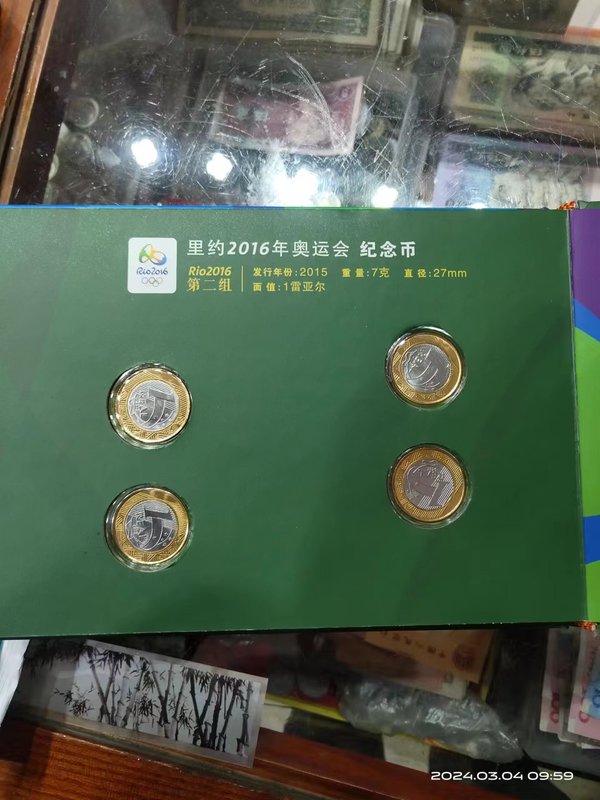 里约2016年奥运会 纪念币
Rio2016
Rio2016
第二组
发行年份:2015 重量:7克 直径:27mm
面值:1雷亚尔
2024.03.04 09:59